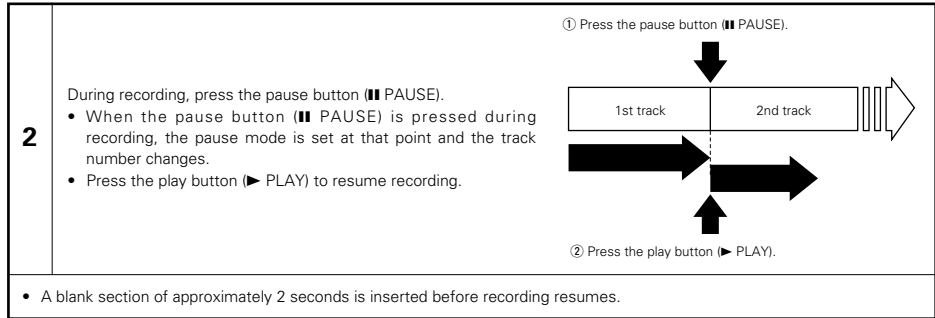 2
During recording, press the pause button (❚❚ PAUSE).
• When the pause button (❚❚ PAUSE) is pressed during
recording, the pause mode is set at that point and the track
number changes.
• Press the play button (► PLAY) to resume recording.
① Press the pause button (❚❚ PAUSE).
1st track
2nd track
② Press the play button (► PLAY).
• A blank section of approximately 2 seconds is inserted before recording resumes.